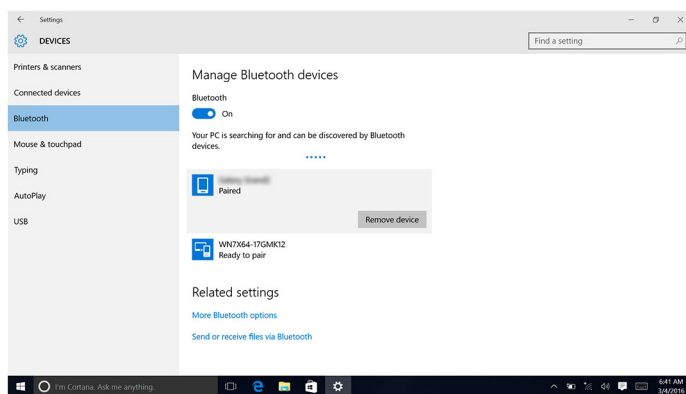 Settings
DEVICES
Find a setting
Printers & scanners
Connected devices
Bluetooth
Mouse & touchpad
Typing
AutoPlay
USB
Manage Bluetooth devices
Bluetooth
On
Your PC is searching for and can be discovered by Bluetooth
devices.
Paired
Remove device
WN7X64-17GMK12
Ready to pair
Related settings
More Bluetooth options
Send or receive files via Bluetooth
I'm Cortana. Ask me anything.
6:41 AM
3/4/2016